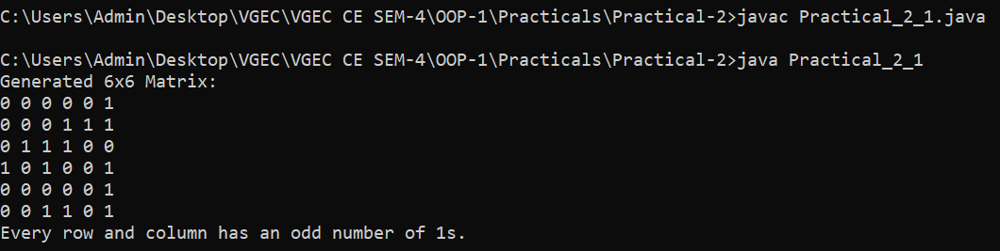 C:\Users\Admin\Desktop\VGEC\VGEC CE SEM-4\OOP-1\Practicals\Practical-2>javac Practical_2_1.java
C:\Users\Admin\Desktop\VGEC\VGEC CE SEM-4\OOP-1\Practicals\Practical-2>java Practical_2_1
Generated 6x6 Matrix:
0 0 0 0 0 1
0 0 0 1 1 1
0 1 1 1 0 0
1 0 1 0 0 1
0 0 0 0 0 1
0 0 1 1 0 1
Every row and column has an odd number of 1s.